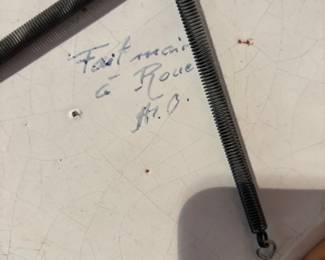 Fait main
à Roue